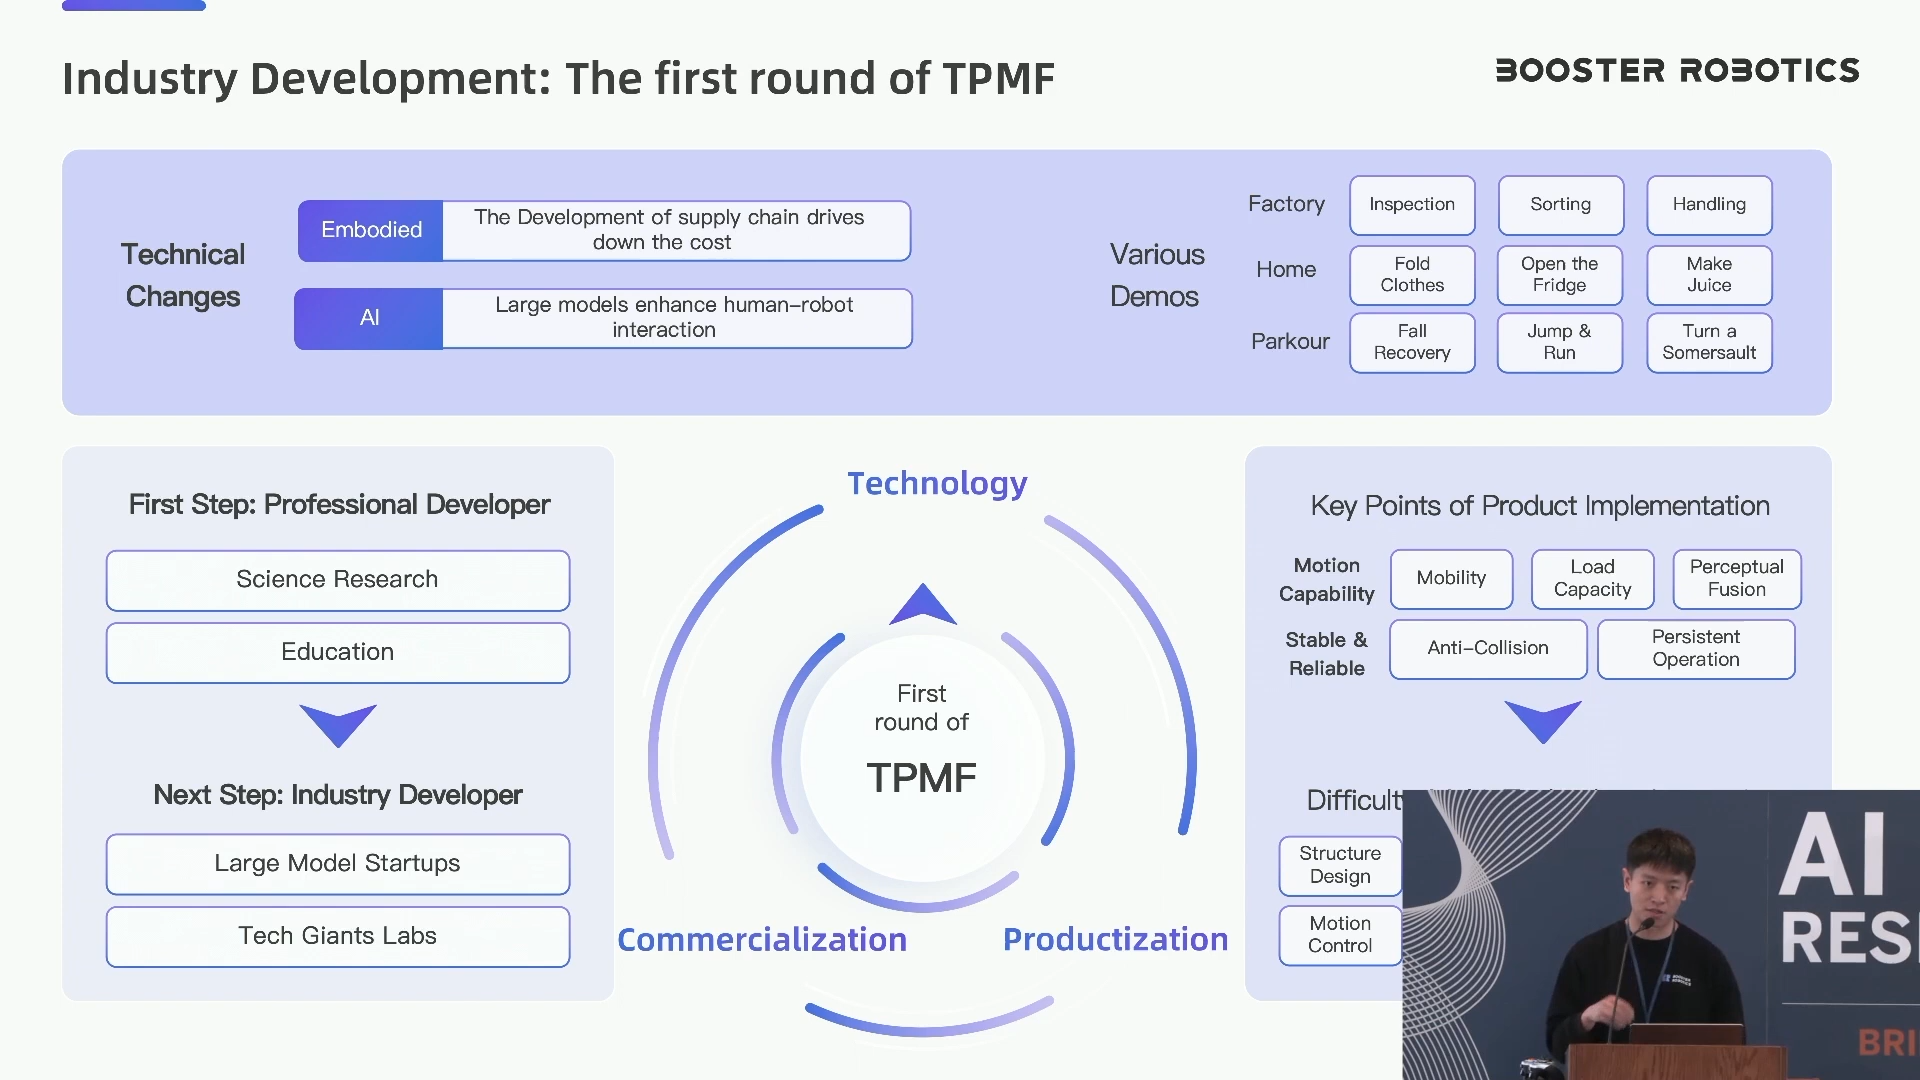 Industry Development: The first round of TPMF
BOOSTER ROBOTICS
Technical
Changes
Embodied
The Development of supply chain drives
down the cost
AI
Large models enhance human-robot
interaction
Various
Demos
Factory
Inspection
Sorting
Handling
Home
Fold
Clothes
Open the
Fridge
Make
Juice
Parkour
Fall
Recovery
Jump &
Run
Turn a
Somersault
First Step: Professional Developer
Science Research
Education
Next Step: Industry Developer
Large Model Startups
Tech Giants Labs
Technology
First
round of
TPMF
Commercialization
Productization
Key Points of Product Implementation
Motion
Capability
Mobility
Load
Capacity
Perceptual
Fusion
Stable &
Reliable
Anti-Collision
Persistent
Operation
Structure
Design
Motion
Control
AI
BOOSTER
ROBOTICS